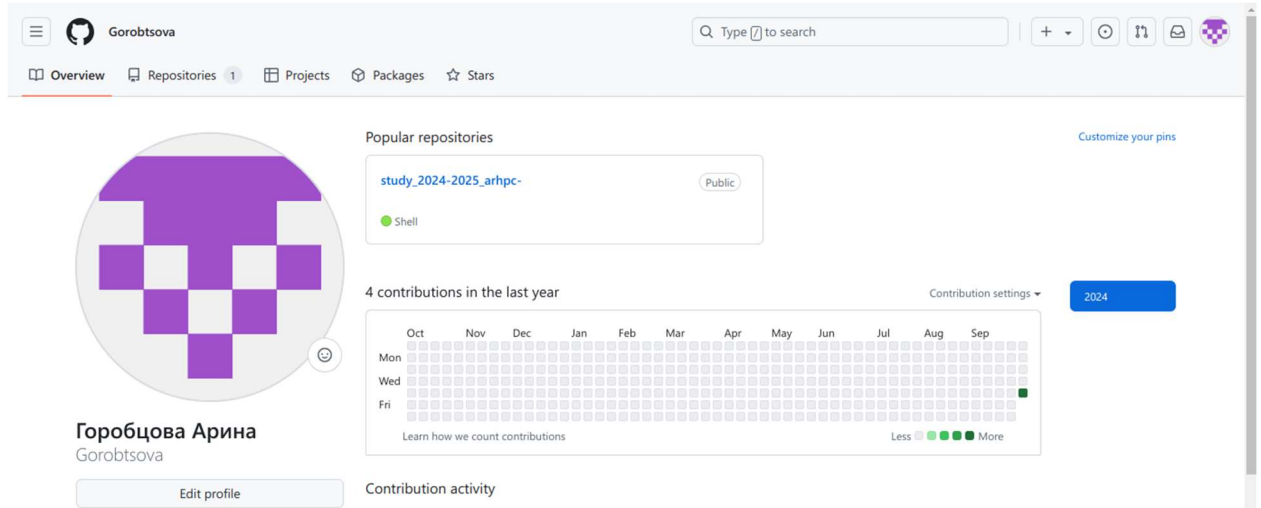 Gorobtsova
Type / to search
Overview Repositories 1 Projects Packages Stars
Popular repositories
Customize your pins
study_2024-2025_arhpc-
Public
Shell
4 contributions in the last year
Contribution settings
2024
Oct Nov Dec Jan Feb Mar Apr May Jun Jul Aug Sep
Mon
Wed
Fri
Learn how we count contributions
Less More
Горобцова Арина
Gorobtsova
Edit profile
Contribution activity